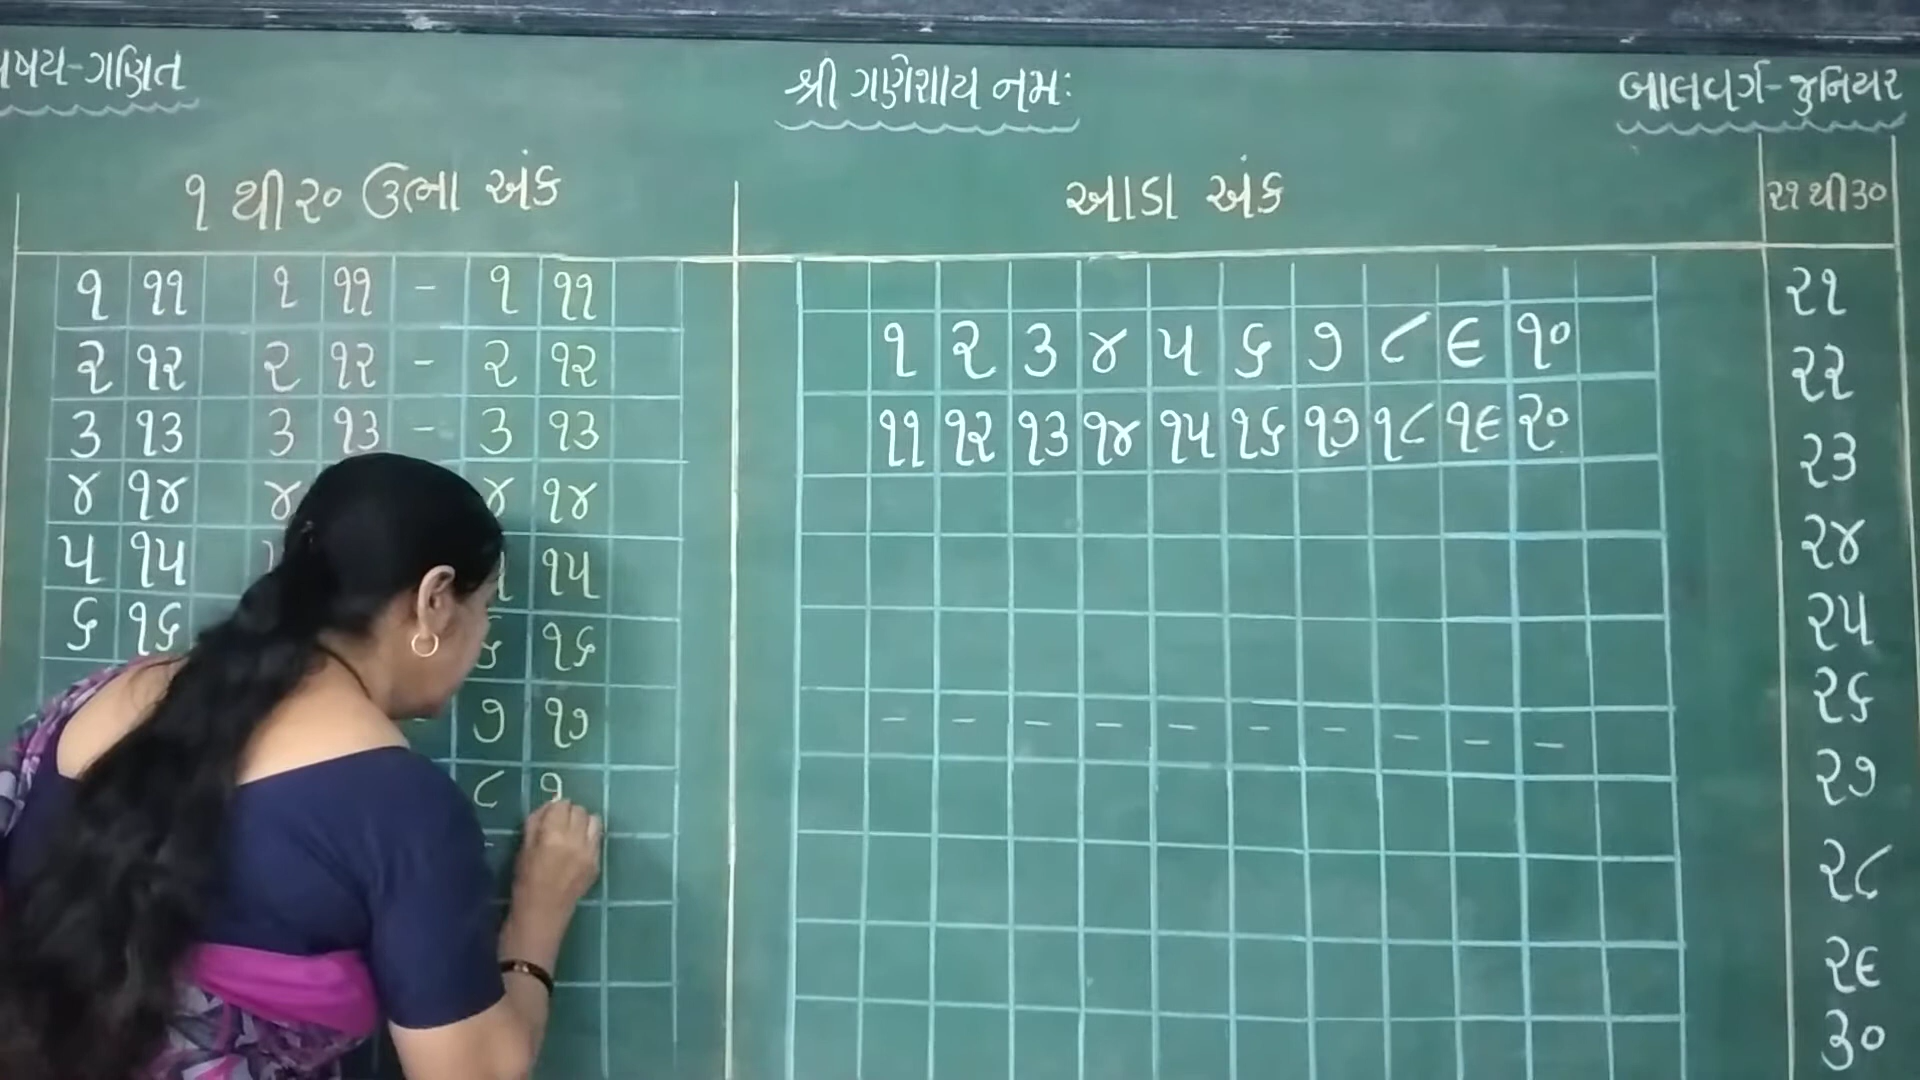 વિષય-ગણિત
શ્રી ગણેશાય નમઃ
બાલવર્ગ-જુનિયર
૧ થી ૨૦ ઉભા અંક
૧ ૧૧ ૧ ૧૧ - ૧ ૧૧
૨ ૧૨ ૨ ૧૨ - ૨ ૧૨
૩ ૧૩ ૩ ૧૩ - ૩ ૧૩
૪ ૧૪ ૪ ૪ ૧૪
૫ ૧૫ ૧૫
૬ ૧૬ ૬ ૧૬
૭ ૧૭
૮ ૧
આડા અંક
૧ ૨ ૩ ૪ ૫ ૬ ૭ ૮ ૯ ૧૦
૧૧ ૧૨ ૧૩ ૧૪ ૧૫ ૧૬ ૧૭ ૧૮ ૧૯ ૨૦
- - - - - - - - - -
૨૧ થી ૩૦
૨૧
૨૨
૨૩
૨૪
૨૫
૨૬
૨૭
૨૮
૨૯
૩૦